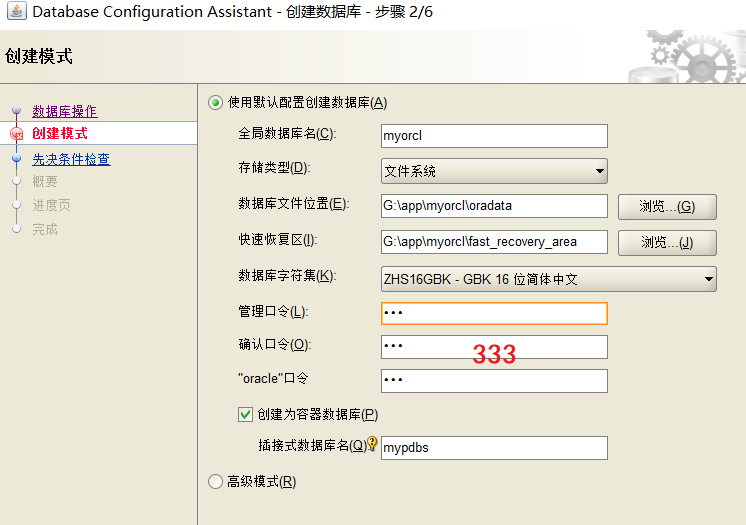 Database Configuration Assistant - 创建数据库 - 步骤 2/6
创建模式
数据库操作
创建模式
先决条件检查
概要
进度页
完成
使用默认配置创建数据库(A)
全局数据库名(C): myorcl
存储类型(D): 文件系统
数据库文件位置(E): G:\app\myorcl\oradata 浏览...(G)
快速恢复区(I): G:\app\myorcl\fast_recovery_area 浏览...(J)
数据库字符集(K): ZHS16GBK - GBK 16 位简体中文
管理口令(L): •••
确认口令(O): •••
333
"oracle"口令 •••
创建为容器数据库(P)
插接式数据库名(Q) mypdbs
高级模式(R)